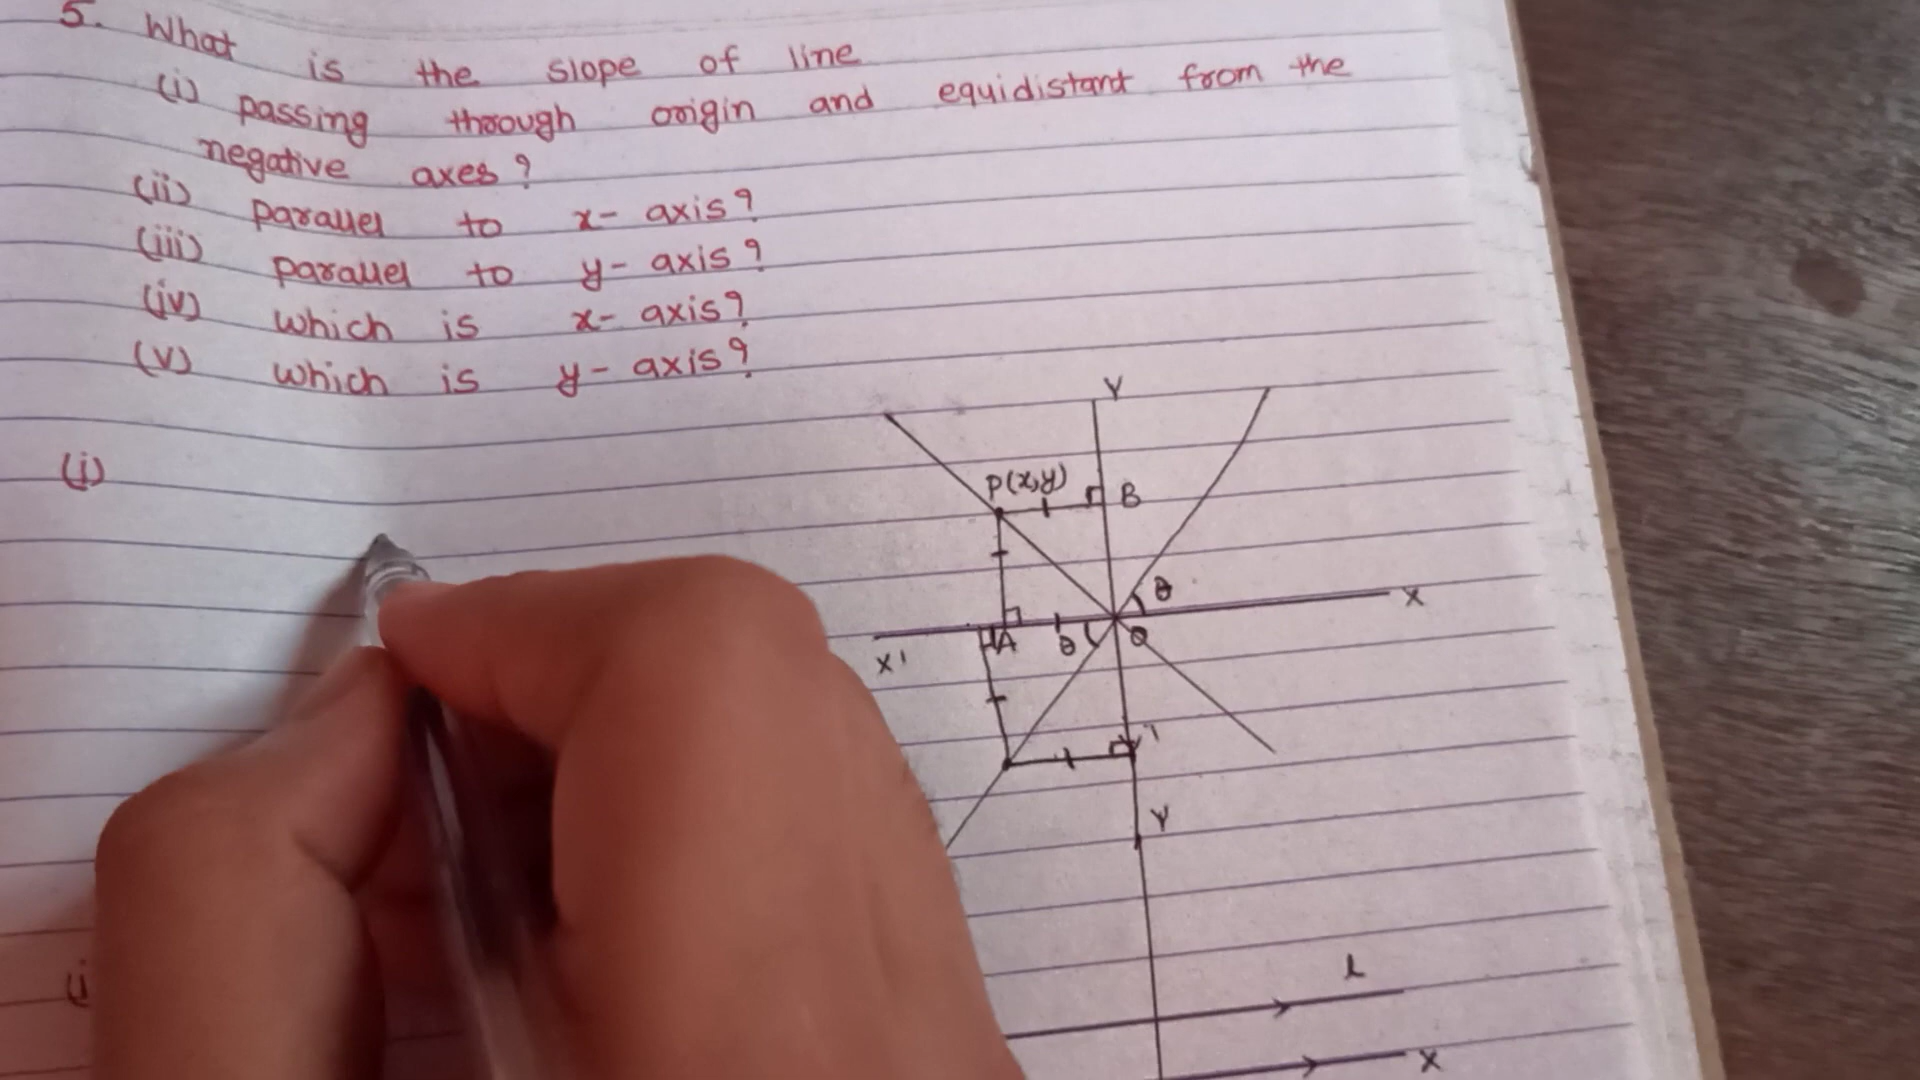 5. What is the slope of line
(i) passing through origin and equidistant from the
negative axes?
(ii) parallel to x- axis?
(iii) parallel to y- axis?
(iv) which is x- axis?
(v) which is y- axis?
Y
(i)
P(x,y) B
θ X
X' A θ O
Y'
Y
l
X